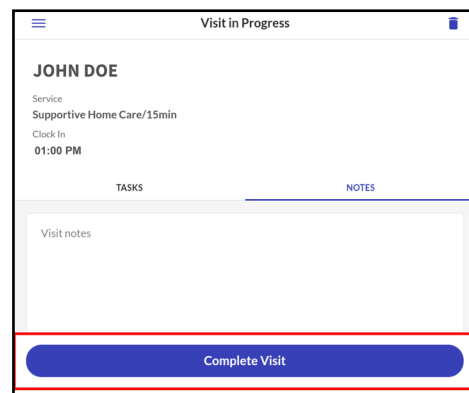 Visit in Progress
JOHN DOE
Service
Supportive Home Care/15min
Clock In
01:00 PM
TASKS NOTES
Visit notes
Complete Visit